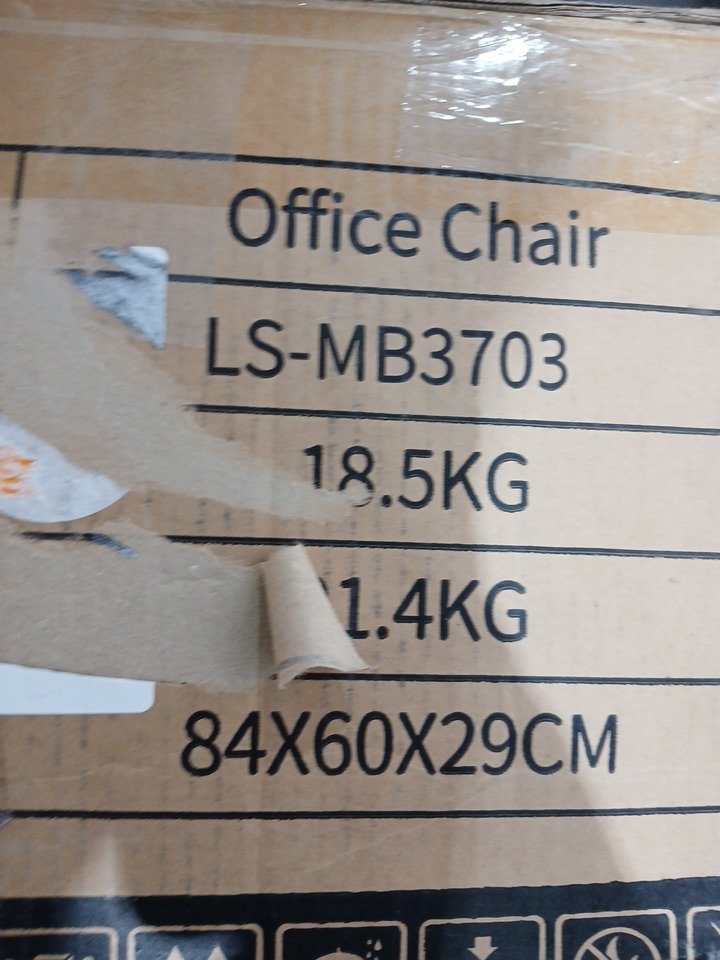 Office Chair
LS-MB3703
18.5KG
84X60X29CM